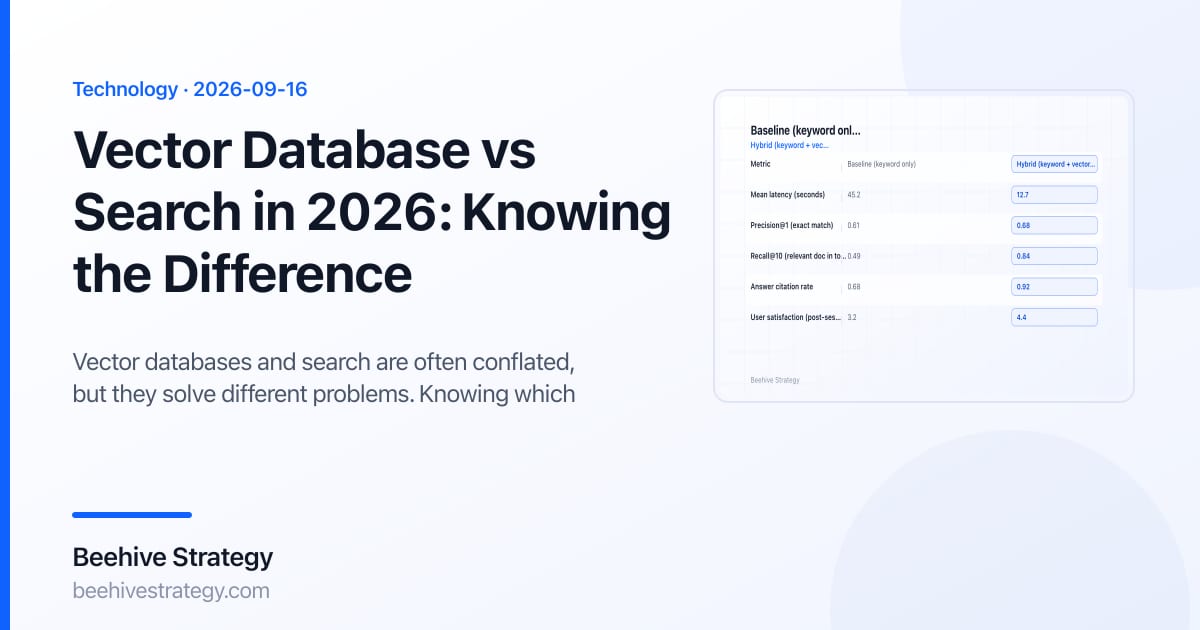 Technology · 2026-09-16
Vector Database vs
Search in 2026: Knowing
the Difference
Vector databases and search are often conflated,
but they solve different problems. Knowing which
Beehive Strategy
beehivestrategy.com
Baseline (keyword onl...
Hybrid (keyword + vec...
Metric Baseline (keyword only) Hybrid (keyword + vector...
Mean latency (seconds) 45.2 12.7
Precision@1 (exact match) 0.61 0.68
Recall@10 (relevant doc in to... 0.49 0.84
Answer citation rate 0.68 0.92
User satisfaction (post-ses... 3.2 4.4
Beehive Strategy